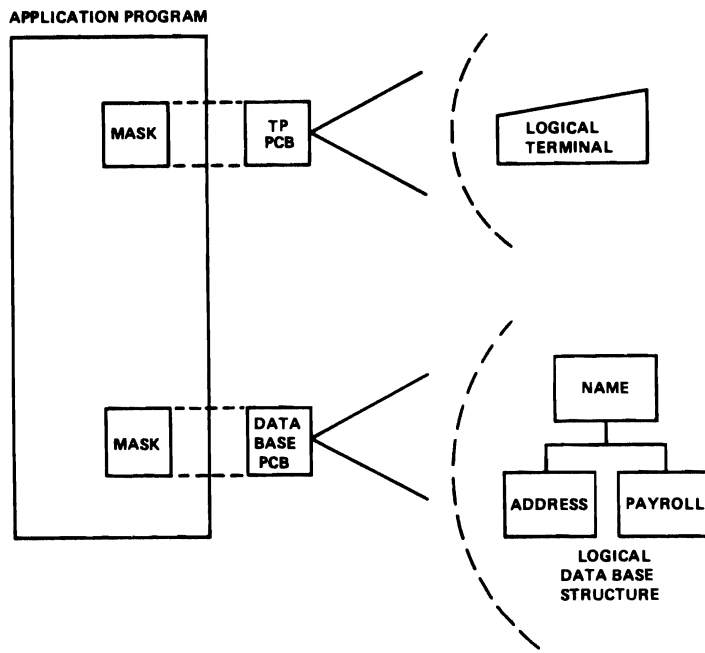 APPLICATION PROGRAM
MASK
TP
PCB
LOGICAL
TERMINAL
MASK
DATA
BASE
PCB
NAME
ADDRESS
PAYROLL
LOGICAL
DATA BASE
STRUCTURE